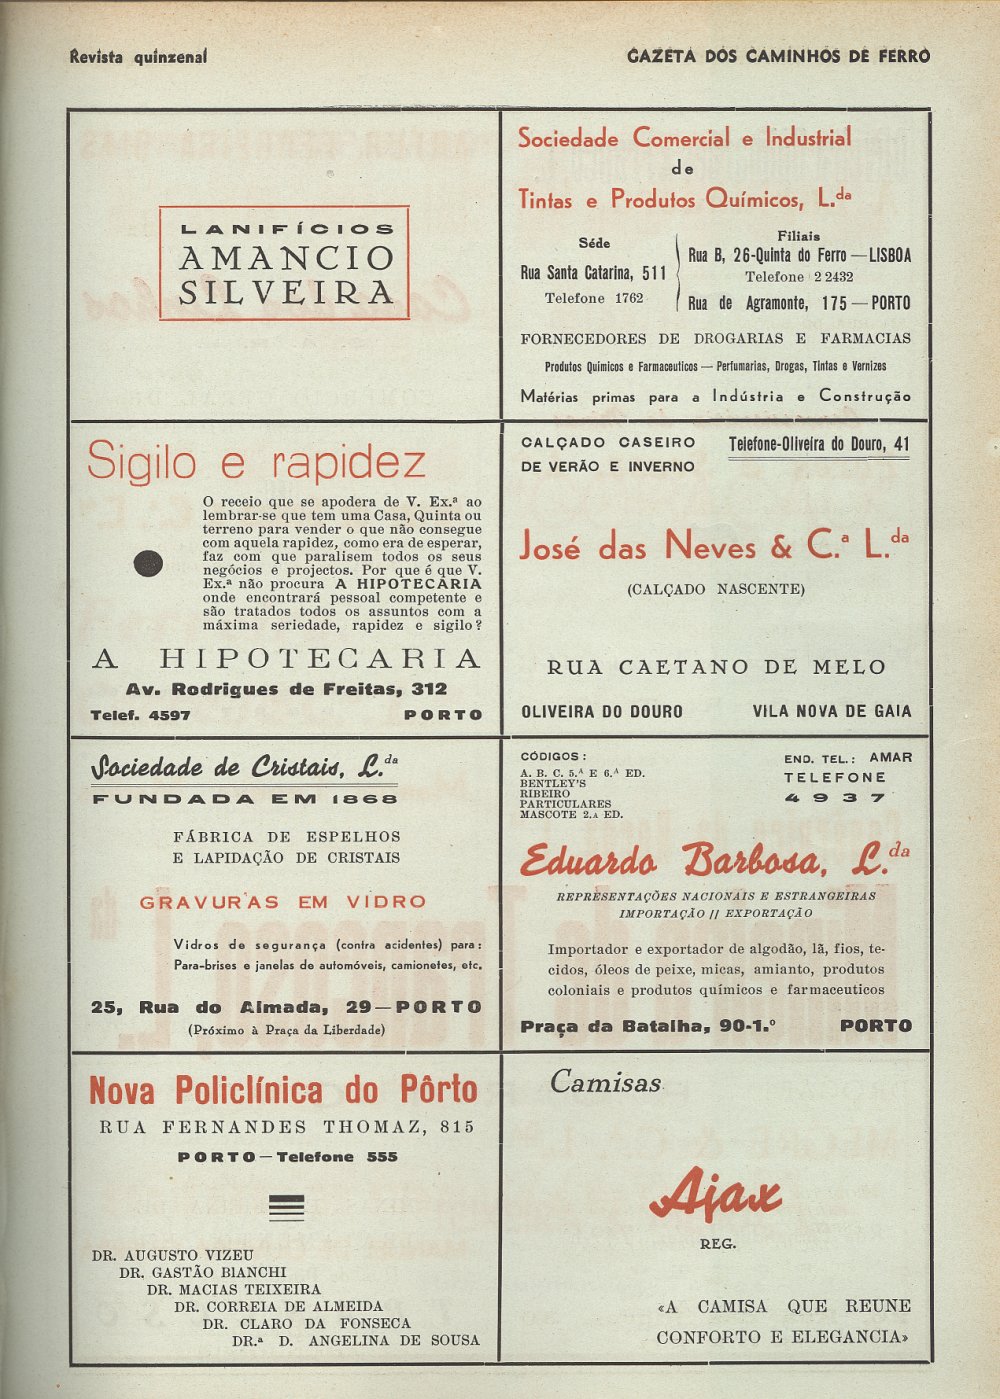 Revista quinzenal
GAZETA DOS CAMINHOS DE FERRO
LANIFÍCIOS
AMANCIO
SILVEIRA
Sociedade Comercial e Industrial
de
Tintas e Produtos Químicos, L.da
Séde
Rua Santa Catarina, 511
Telefone 1762
Filiais
Rua B, 26-Quinta do Ferro — LISBOA
Telefone 2 2432
Rua de Agramonte, 175 — PORTO
FORNECEDORES DE DROGARIAS E FARMACIAS
Produtos Químicos e Farmaceuticos — Perfumarias, Drogas, Tintas e Vernizes
Matérias primas para a Indústria e Construção
Sigilo e rapidez
O receio que se apodera de V. Ex.ª ao
lembrar-se que tem uma Casa, Quinta ou
terreno para vender o que não consegue
com aquela rapidez, como era de esperar,
faz com que paralisem todos os seus
negócios e projectos. Por que é que V.
Ex.ª não procura A HIPOTECARIA
onde encontrará pessoal competente e
são tratados todos os assuntos com a
máxima seriedade, rapidez e sigilo?
A HIPOTECARIA
Av. Rodrigues de Freitas, 312
Telef. 4597 PORTO
CALÇADO CASEIRO
DE VERÃO E INVERNO
Telefone-Oliveira do Douro, 41
José das Neves & C.ª L.da
(CALÇADO NASCENTE)
RUA CAETANO DE MELO
OLIVEIRA DO DOURO VILA NOVA DE GAIA
Sociedade de Cristais, L.da
FUNDADA EM 1868
FÁBRICA DE ESPELHOS
E LAPIDAÇÃO DE CRISTAIS
GRAVURAS EM VIDRO
Vidros de segurança (contra acidentes) para:
Para-brises e janelas de automóveis, camionetes, etc.
25, Rua do Almada, 29 — PORTO
(Próximo à Praça da Liberdade)
CÓDIGOS:
A. B. C. 5.ª E 6.ª ED.
BENTLEY'S
RIBEIRO
PARTICULARES
MASCOTE 2.ª ED.
END. TEL.: AMAR
TELEFONE
4937
Eduardo Barbosa, L.da
REPRESENTAÇÕES NACIONAIS E ESTRANGEIRAS
IMPORTAÇÃO // EXPORTAÇÃO
Importador e exportador de algodão, lã, fios, te-
cidos, óleos de peixe, micas, amianto, produtos
coloniais e produtos químicos e farmaceuticos
Praça da Batalha, 90-1.º PORTO
Nova Policlínica do Pôrto
RUA FERNANDES THOMAZ, 815
PORTO — Telefone 555
DR. AUGUSTO VIZEU
DR. GASTÃO BIANCHI
DR. MACIAS TEIXEIRA
DR. CORREIA DE ALMEIDA
DR. CLARO DA FONSECA
DR.ª D. ANGELINA DE SOUSA
Camisas
Ajax
REG.
«A CAMISA QUE REUNE
CONFORTO E ELEGANCIA»